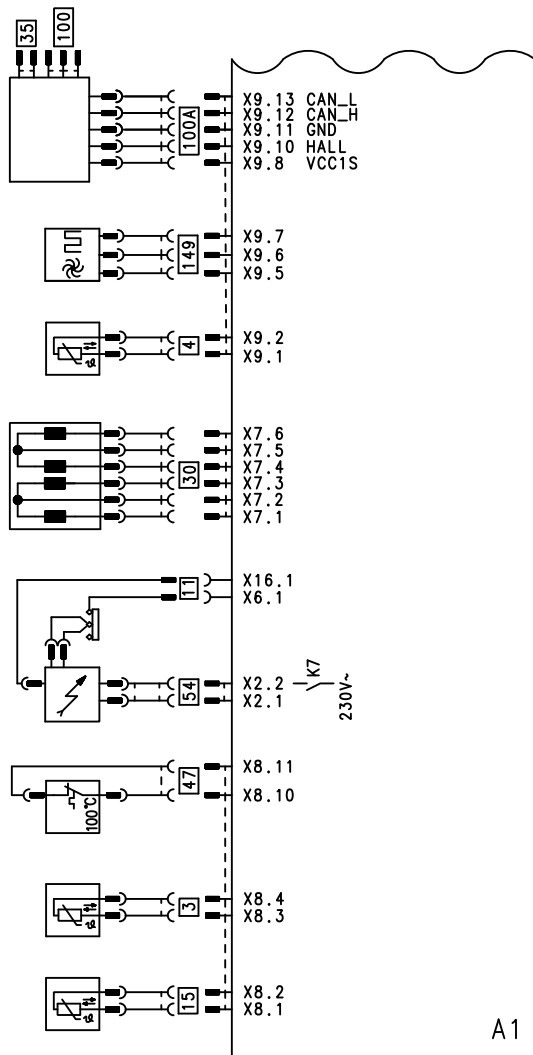 35
100
100A
X9.13 CAN_L
X9.12 CAN_H
X9.11 GND
X9.10 HALL
X9.8 VCC1S
149
X9.7
X9.6
X9.5
ϑ
4
X9.2
X9.1
30
X7.6
X7.5
X7.4
X7.3
X7.2
X7.1
11
X16.1
X6.1
54
X2.2
X2.1
K7
230V~
47
X8.11
X8.10
100°C
ϑ
3
X8.4
X8.3
ϑ
15
X8.2
X8.1
A1